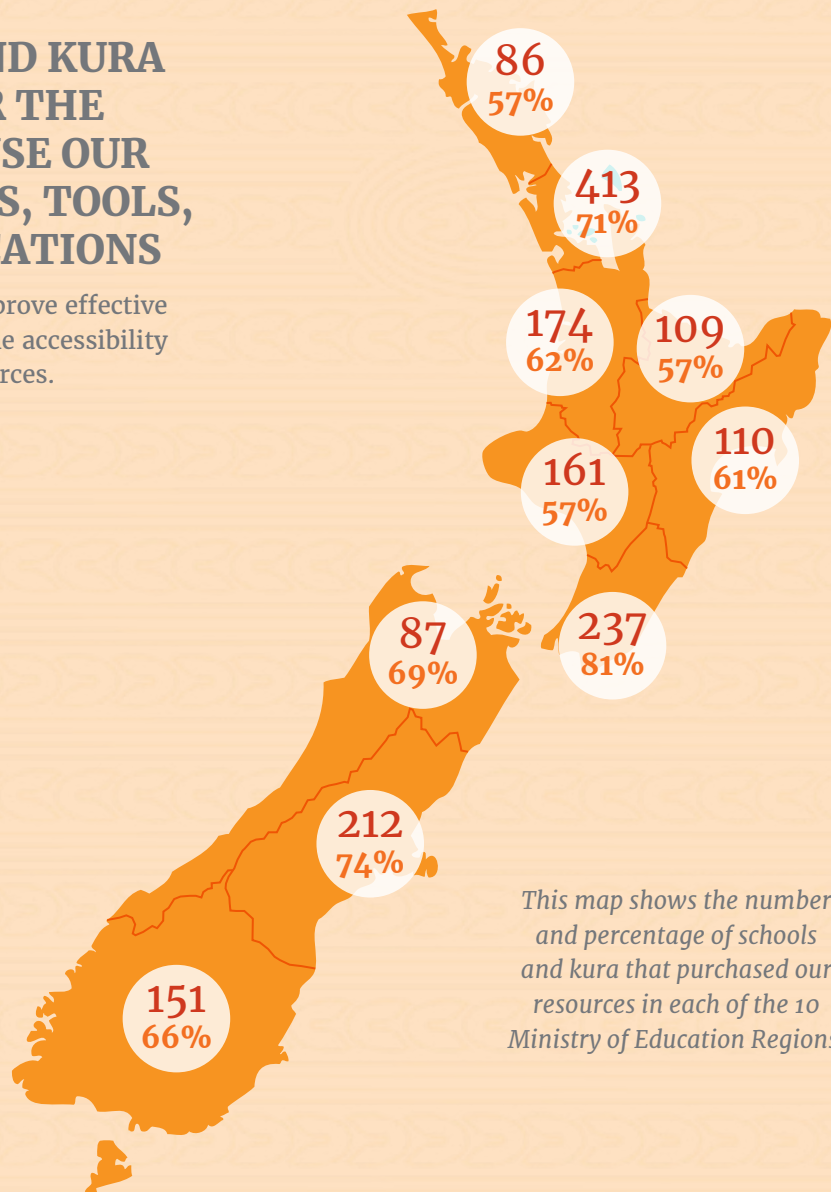 ND KURA
R THE
SE OUR
S, TOOLS,
CATIONS
prove effective
e accessibility
rces.
86
57%
413
71%
174
62%
109
57%
110
61%
161
57%
237
81%
87
69%
212
74%
151
66%
This map shows the number
and percentage of schools
and kura that purchased our
resources in each of the 10
Ministry of Education Regions